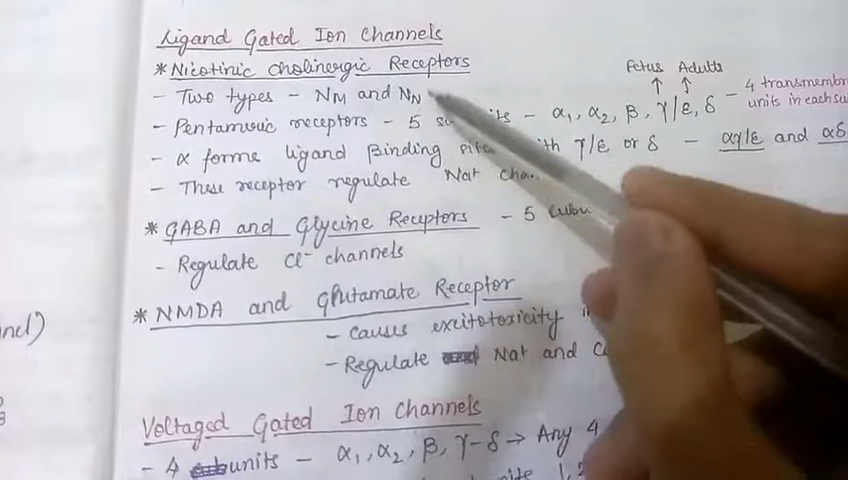 Ligand Gated Ion Channels
* Nicotinic cholinergic Receptors
Fetus Adults
↑ ↑
- Two types - NM and NN
- Pentameric receptors - 5 - α1, α2, β, γ/ε, δ - 4
units in each
- α forms ligand Binding with γ/ε or δ - αγ/ε and αδ
- These receptor regulate Na+
* GABA and Glycine Receptors - 5
- Regulate Cl- channels
* NMDA and Glutamate Receptor
- causes excitotoxicity
- Regulate Na+ and
Voltaged Gated Ion Channels
- 4 units - α1, α2, β, γ-δ → Any 4